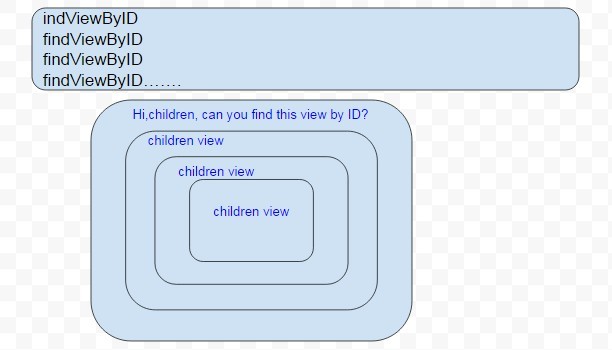 indViewByID
findViewByID
findViewByID
findViewByID.......
Hi,children, can you find this view by ID?
children view
children view
children view